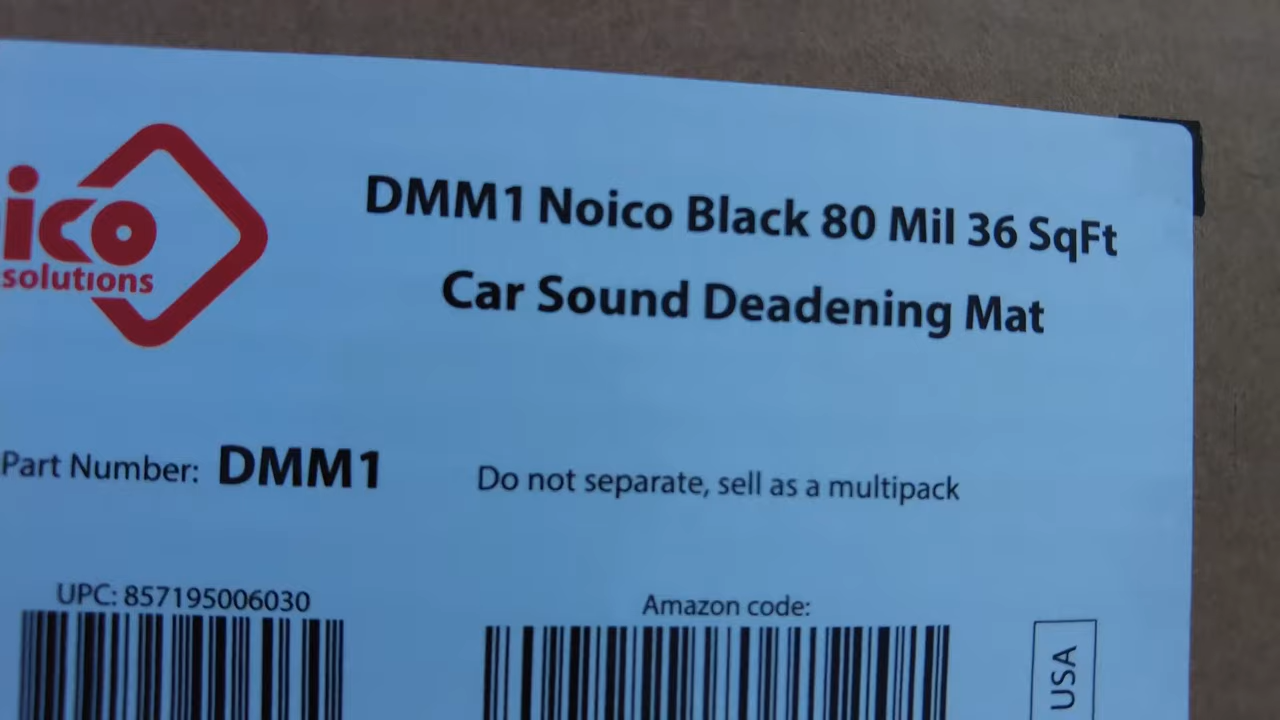 ico
solutions
DMM1 Noico Black 80 Mil 36 SqFt
Car Sound Deadening Mat
Part Number: DMM1
Do not separate, sell as a multipack
UPC: 857195006030
Amazon code:
USA